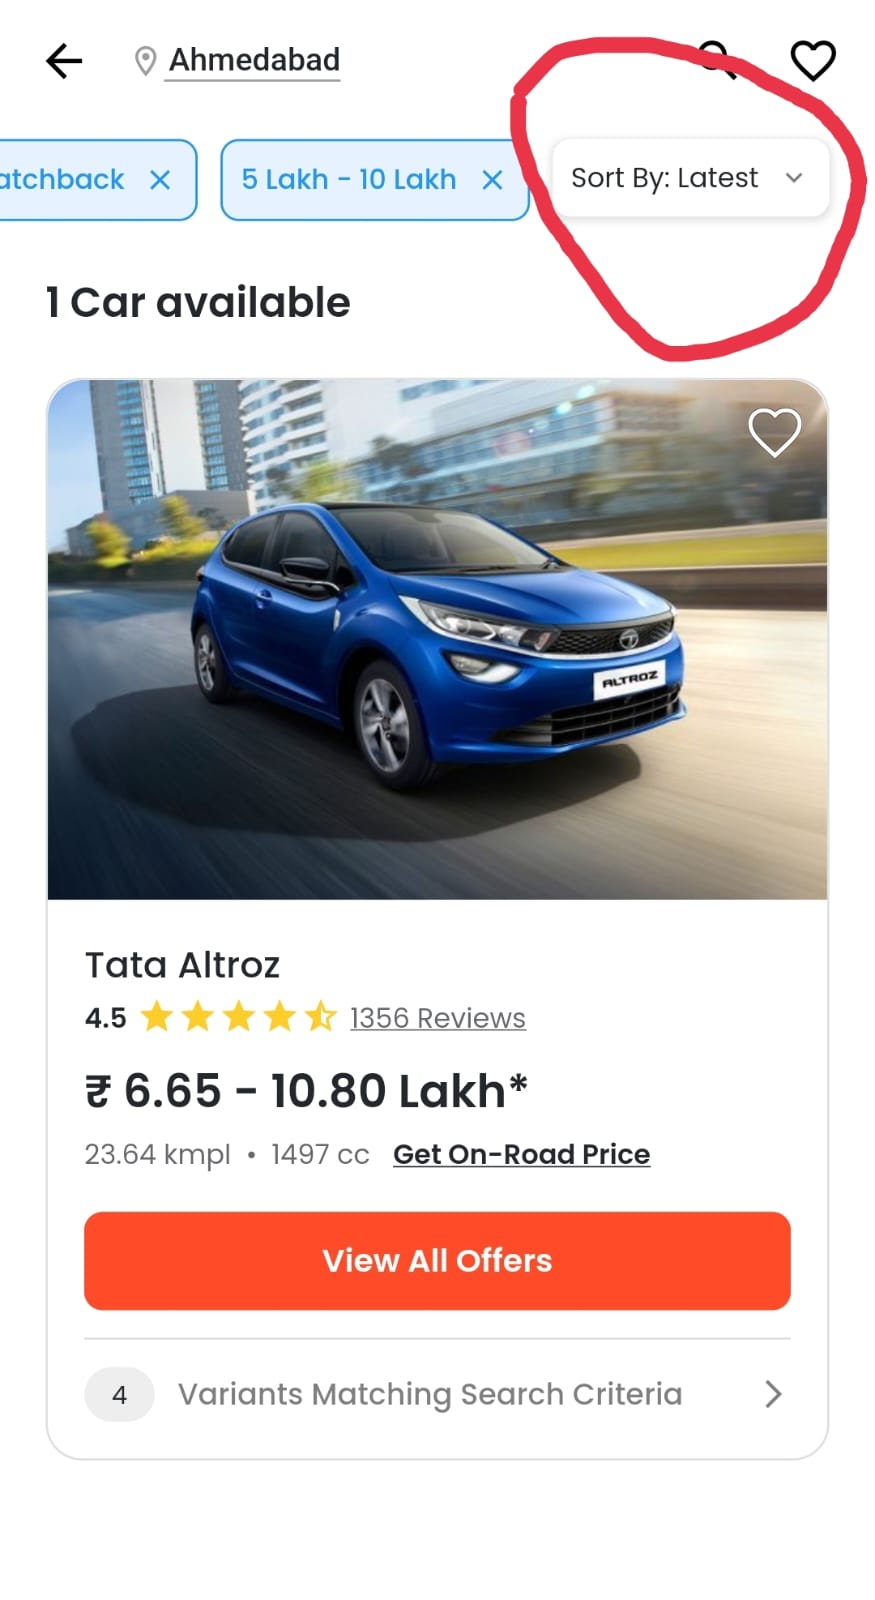 Ahmedabad
atchback
5 Lakh - 10 Lakh
Sort By: Latest
1 Car available
ALTROZ
Tata Altroz
4.5 1356 Reviews
₹ 6.65 - 10.80 Lakh*
23.64 kmpl • 1497 cc Get On-Road Price
View All Offers
4 Variants Matching Search Criteria